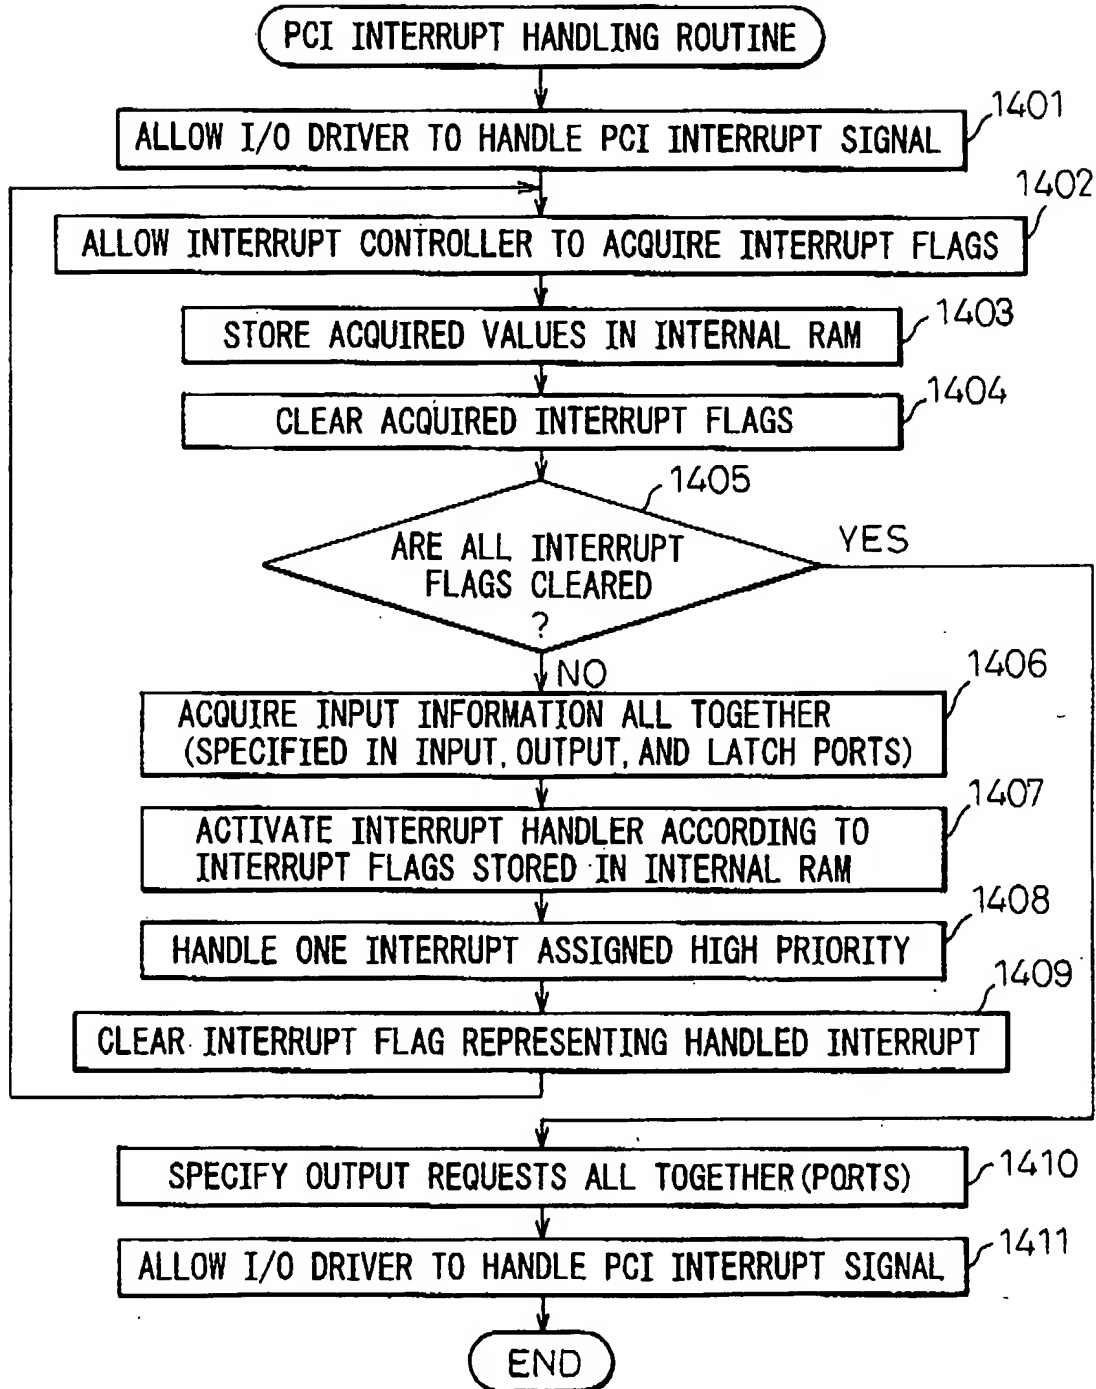 PCI INTERRUPT HANDLING ROUTINE
1401
ALLOW I/O DRIVER TO HANDLE PCI INTERRUPT SIGNAL
1402
ALLOW INTERRUPT CONTROLLER TO ACQUIRE INTERRUPT FLAGS
1403
STORE ACQUIRED VALUES IN INTERNAL RAM
1404
CLEAR ACQUIRED INTERRUPT FLAGS
1405
ARE ALL INTERRUPT
FLAGS CLEARED
?
YES
NO
1406
ACQUIRE INPUT INFORMATION ALL TOGETHER
(SPECIFIED IN INPUT, OUTPUT, AND LATCH PORTS)
1407
ACTIVATE INTERRUPT HANDLER ACCORDING TO
INTERRUPT FLAGS STORED IN INTERNAL RAM
1408
HANDLE ONE INTERRUPT ASSIGNED HIGH PRIORITY
1409
CLEAR INTERRUPT FLAG REPRESENTING HANDLED INTERRUPT
SPECIFY OUTPUT REQUESTS ALL TOGETHER (PORTS)
1410
ALLOW I/O DRIVER TO HANDLE PCI INTERRUPT SIGNAL
1411
END